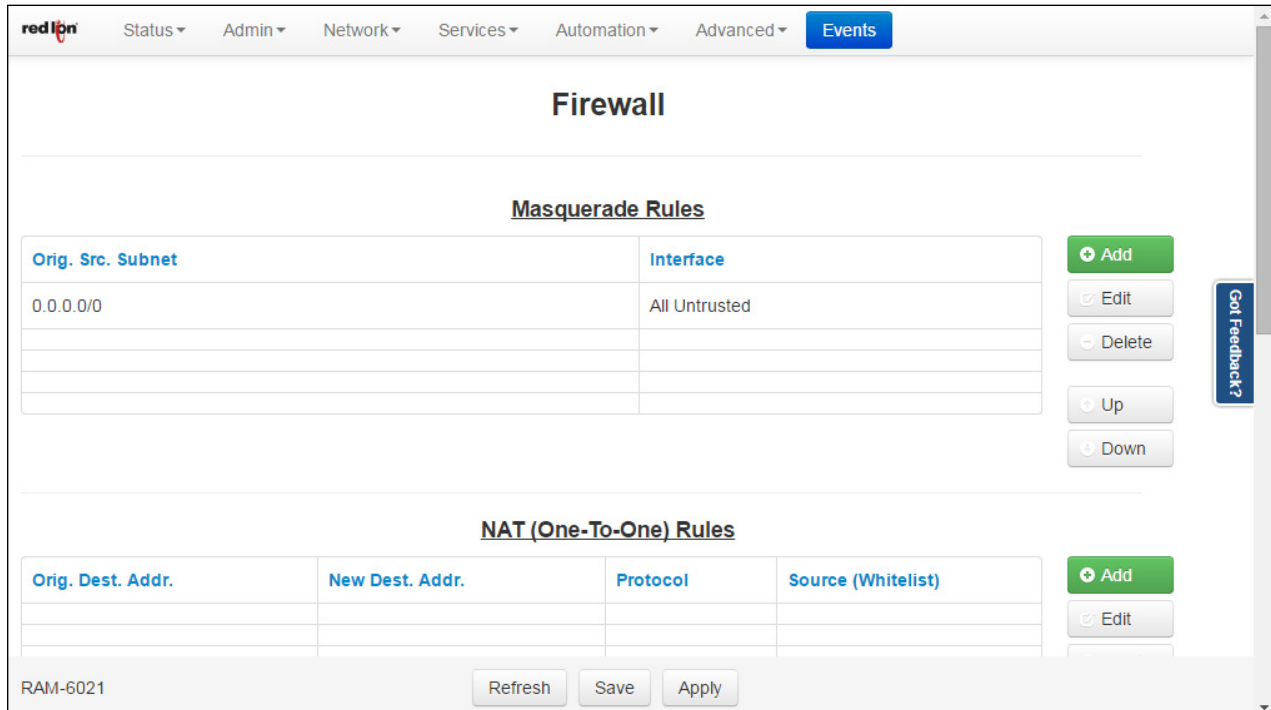 red lion Status Admin Network Services Automation Advanced Events
Firewall
Masquerade Rules
Orig. Src. Subnet Interface
0.0.0.0/0 All Untrusted
Add
Edit
Delete
Up
Down
Got Feedback?
NAT (One-To-One) Rules
Orig. Dest. Addr. New Dest. Addr. Protocol Source (Whitelist)
Add
Edit
RAM-6021 Refresh Save Apply